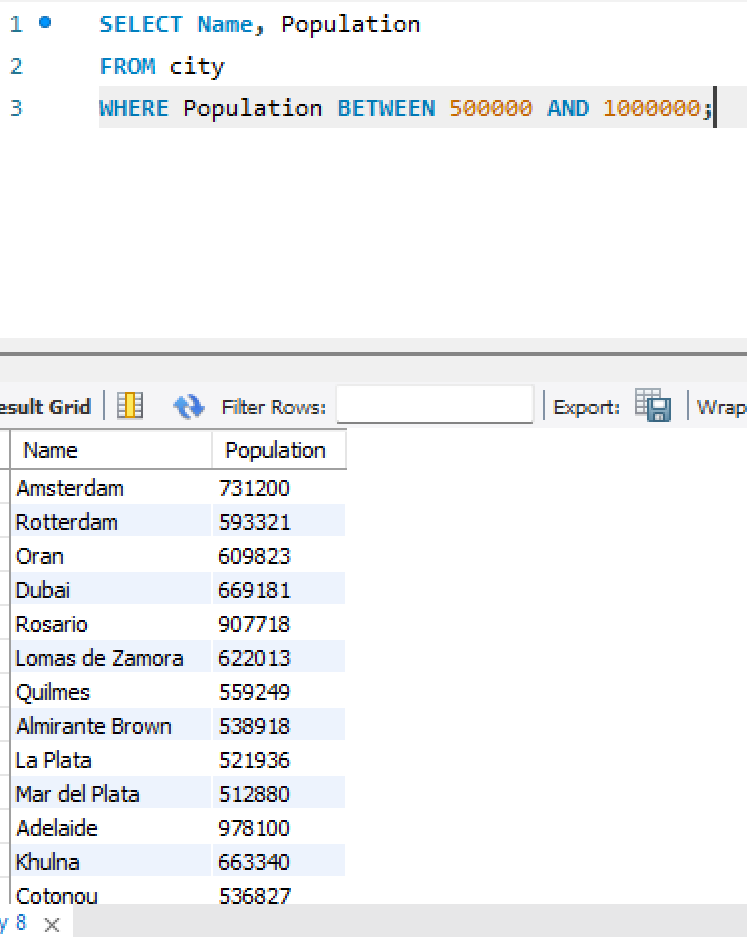 1 SELECT Name, Population
2 FROM city
3 WHERE Population BETWEEN 500000 AND 1000000;
esult Grid Filter Rows: Export: Wrap
Name Population
Amsterdam 731200
Rotterdam 593321
Oran 609823
Dubai 669181
Rosario 907718
Lomas de Zamora 622013
Quilmes 559249
Almirante Brown 538918
La Plata 521936
Mar del Plata 512880
Adelaide 978100
Khulna 663340
Cotonou 536827
y 8